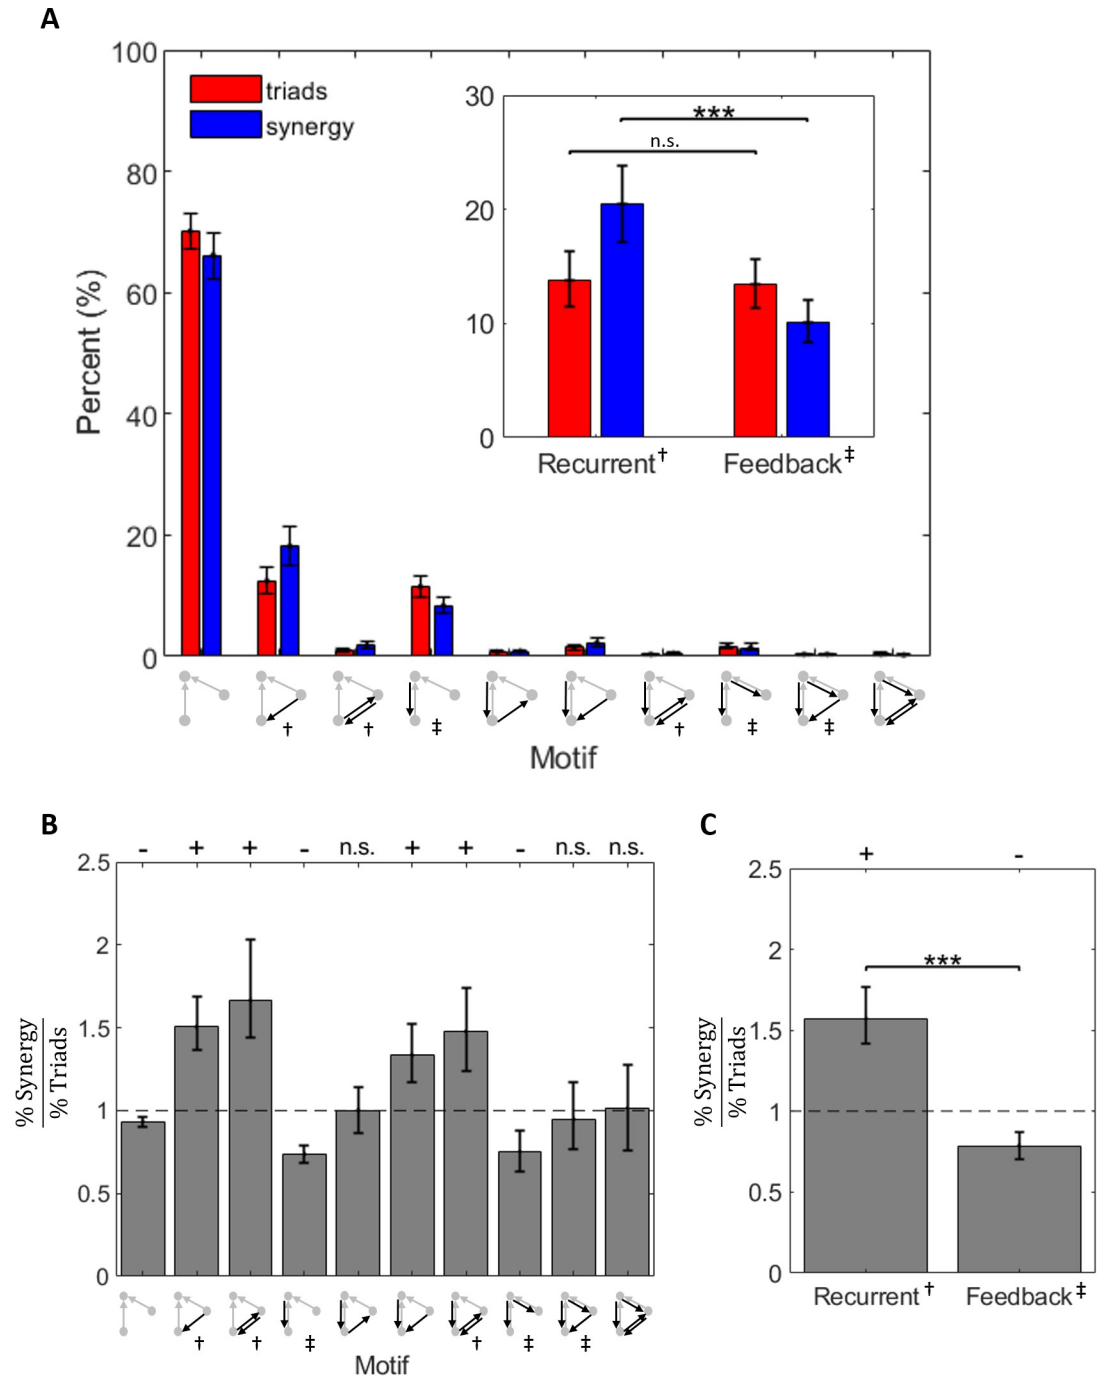 A
100
80
60
40
20
0
Percent (%)
triads
synergy
30
20
10
0
***
n.s.
Recurrent†
Feedback‡
† † ‡ † ‡ ‡
Motif
B
- + + - n.s. + + - n.s. n.s.
2.5
2
1.5
1
0.5
0
% Synergy
% Triads
† † ‡ † ‡ ‡
Motif
C
+ -
2.5
2
1.5
1
0.5
0
% Synergy
% Triads
***
Recurrent†
Feedback‡